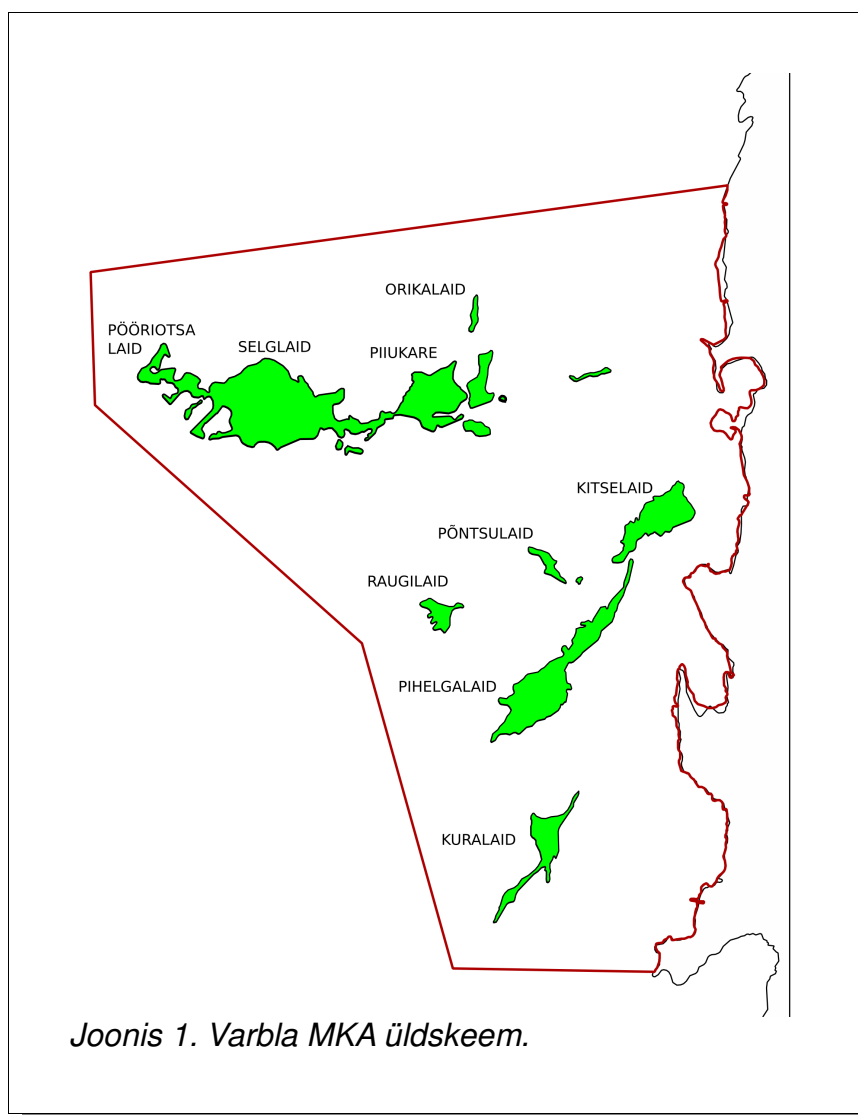 ORIKALAID
PÖÖRIOTSA
LAID
SELGLAID
PIIUKARE
KITSELAID
PÕNTSULAID
RAUGILAID
PIHELGALAID
KURALAID
Joonis 1. Varbla MKA üldskeem.